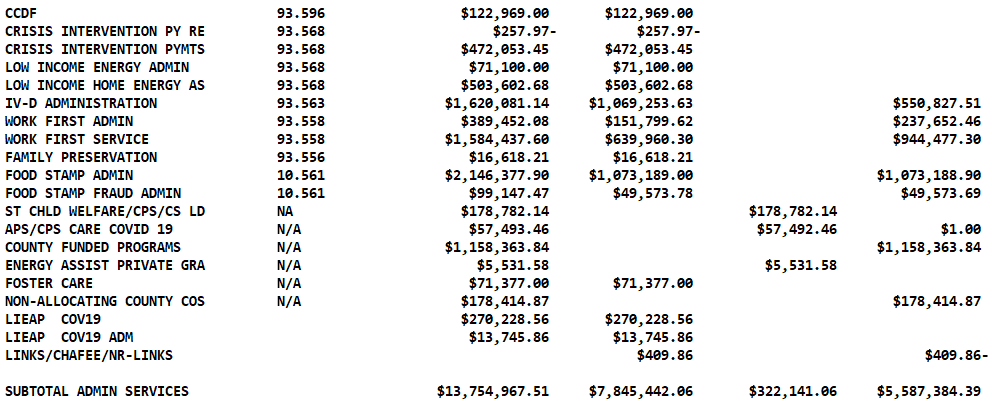 CCDF 93.596 $122,969.00 $122,969.00
CRISIS INTERVENTION PY RE 93.568 $257.97- $257.97-
CRISIS INTERVENTION PYMTS 93.568 $472,053.45 $472,053.45
LOW INCOME ENERGY ADMIN 93.568 $71,100.00 $71,100.00
LOW INCOME HOME ENERGY AS 93.568 $503,602.68 $503,602.68
IV-D ADMINISTRATION 93.563 $1,620,081.14 $1,069,253.63 $550,827.51
WORK FIRST ADMIN 93.558 $389,452.08 $151,799.62 $237,652.46
WORK FIRST SERVICE 93.558 $1,584,437.60 $639,960.30 $944,477.30
FAMILY PRESERVATION 93.556 $16,618.21 $16,618.21
FOOD STAMP ADMIN 10.561 $2,146,377.90 $1,073,189.00 $1,073,188.90
FOOD STAMP FRAUD ADMIN 10.561 $99,147.47 $49,573.78 $49,573.69
ST CHLD WELFARE/CPS/CS LD NA $178,782.14 $178,782.14
APS/CPS CARE COVID 19 N/A $57,493.46 $57,492.46 $1.00
COUNTY FUNDED PROGRAMS N/A $1,158,363.84 $1,158,363.84
ENERGY ASSIST PRIVATE GRA N/A $5,531.58 $5,531.58
FOSTER CARE N/A $71,377.00 $71,377.00
NON-ALLOCATING COUNTY COS N/A $178,414.87 $178,414.87
LIEAP COV19 $270,228.56 $270,228.56
LIEAP COV19 ADM $13,745.86 $13,745.86
LINKS/CHAFEE/NR-LINKS $409.86 $409.86-
SUBTOTAL ADMIN SERVICES $13,754,967.51 $7,845,442.06 $322,141.06 $5,587,384.39